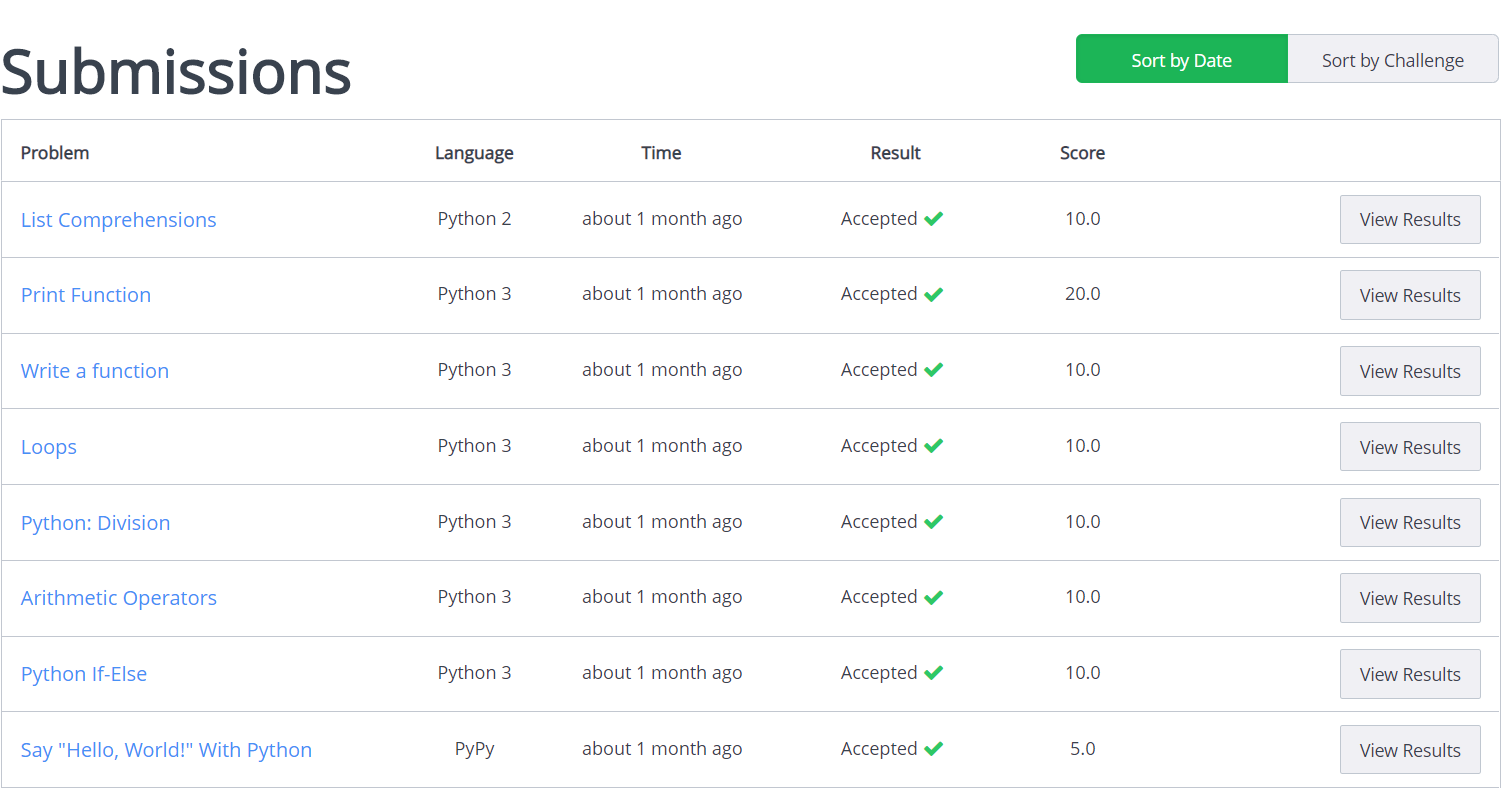 Submissions
Sort by Date Sort by Challenge
Problem Language Time Result Score
List Comprehensions Python 2 about 1 month ago Accepted 10.0 View Results
Print Function Python 3 about 1 month ago Accepted 20.0 View Results
Write a function Python 3 about 1 month ago Accepted 10.0 View Results
Loops Python 3 about 1 month ago Accepted 10.0 View Results
Python: Division Python 3 about 1 month ago Accepted 10.0 View Results
Arithmetic Operators Python 3 about 1 month ago Accepted 10.0 View Results
Python If-Else Python 3 about 1 month ago Accepted 10.0 View Results
Say "Hello, World!" With Python PyPy about 1 month ago Accepted 5.0 View Results